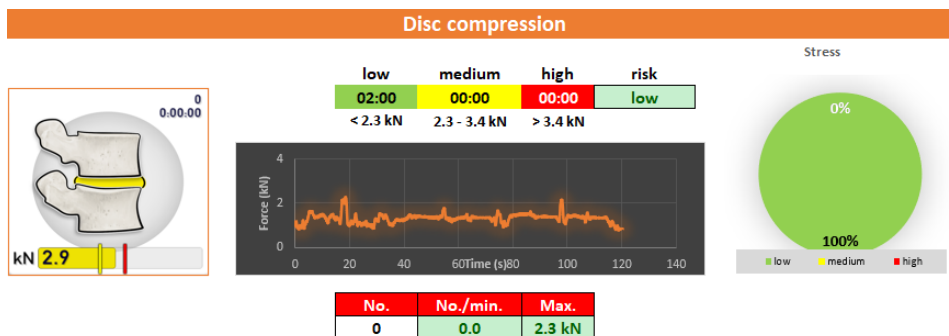 Disc compression
Stress
low medium high risk
02:00 00:00 00:00 low
< 2.3 kN 2.3 - 3.4 kN > 3.4 kN
0
0:00:00
kN 2.9
0%
100%
low medium high
Force (kN)
4
2
0
0 20 40 60 Time (s) 80 100 120 140
No. No./min. Max.
0 0.0 2.3 kN